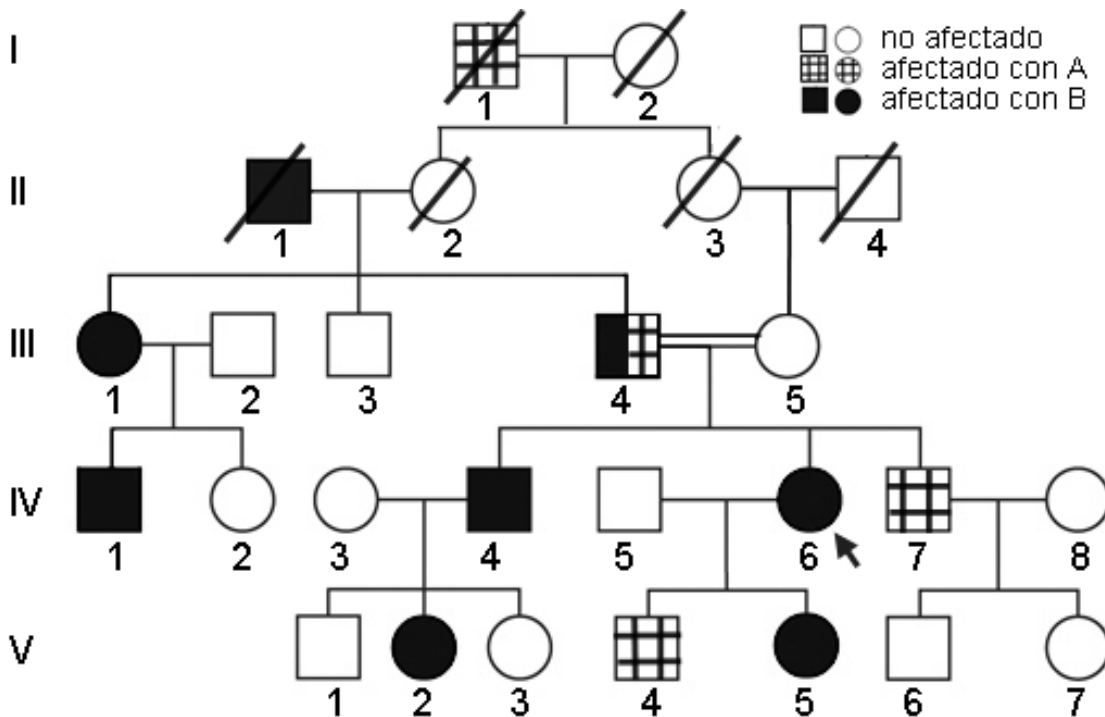 I
no afectado
afectado con A
afectado con B
1 2
II
1 2 3 4
III
1 2 3 4 5
IV
1 2 3 4 5 6 7 8
V
1 2 3 4 5 6 7